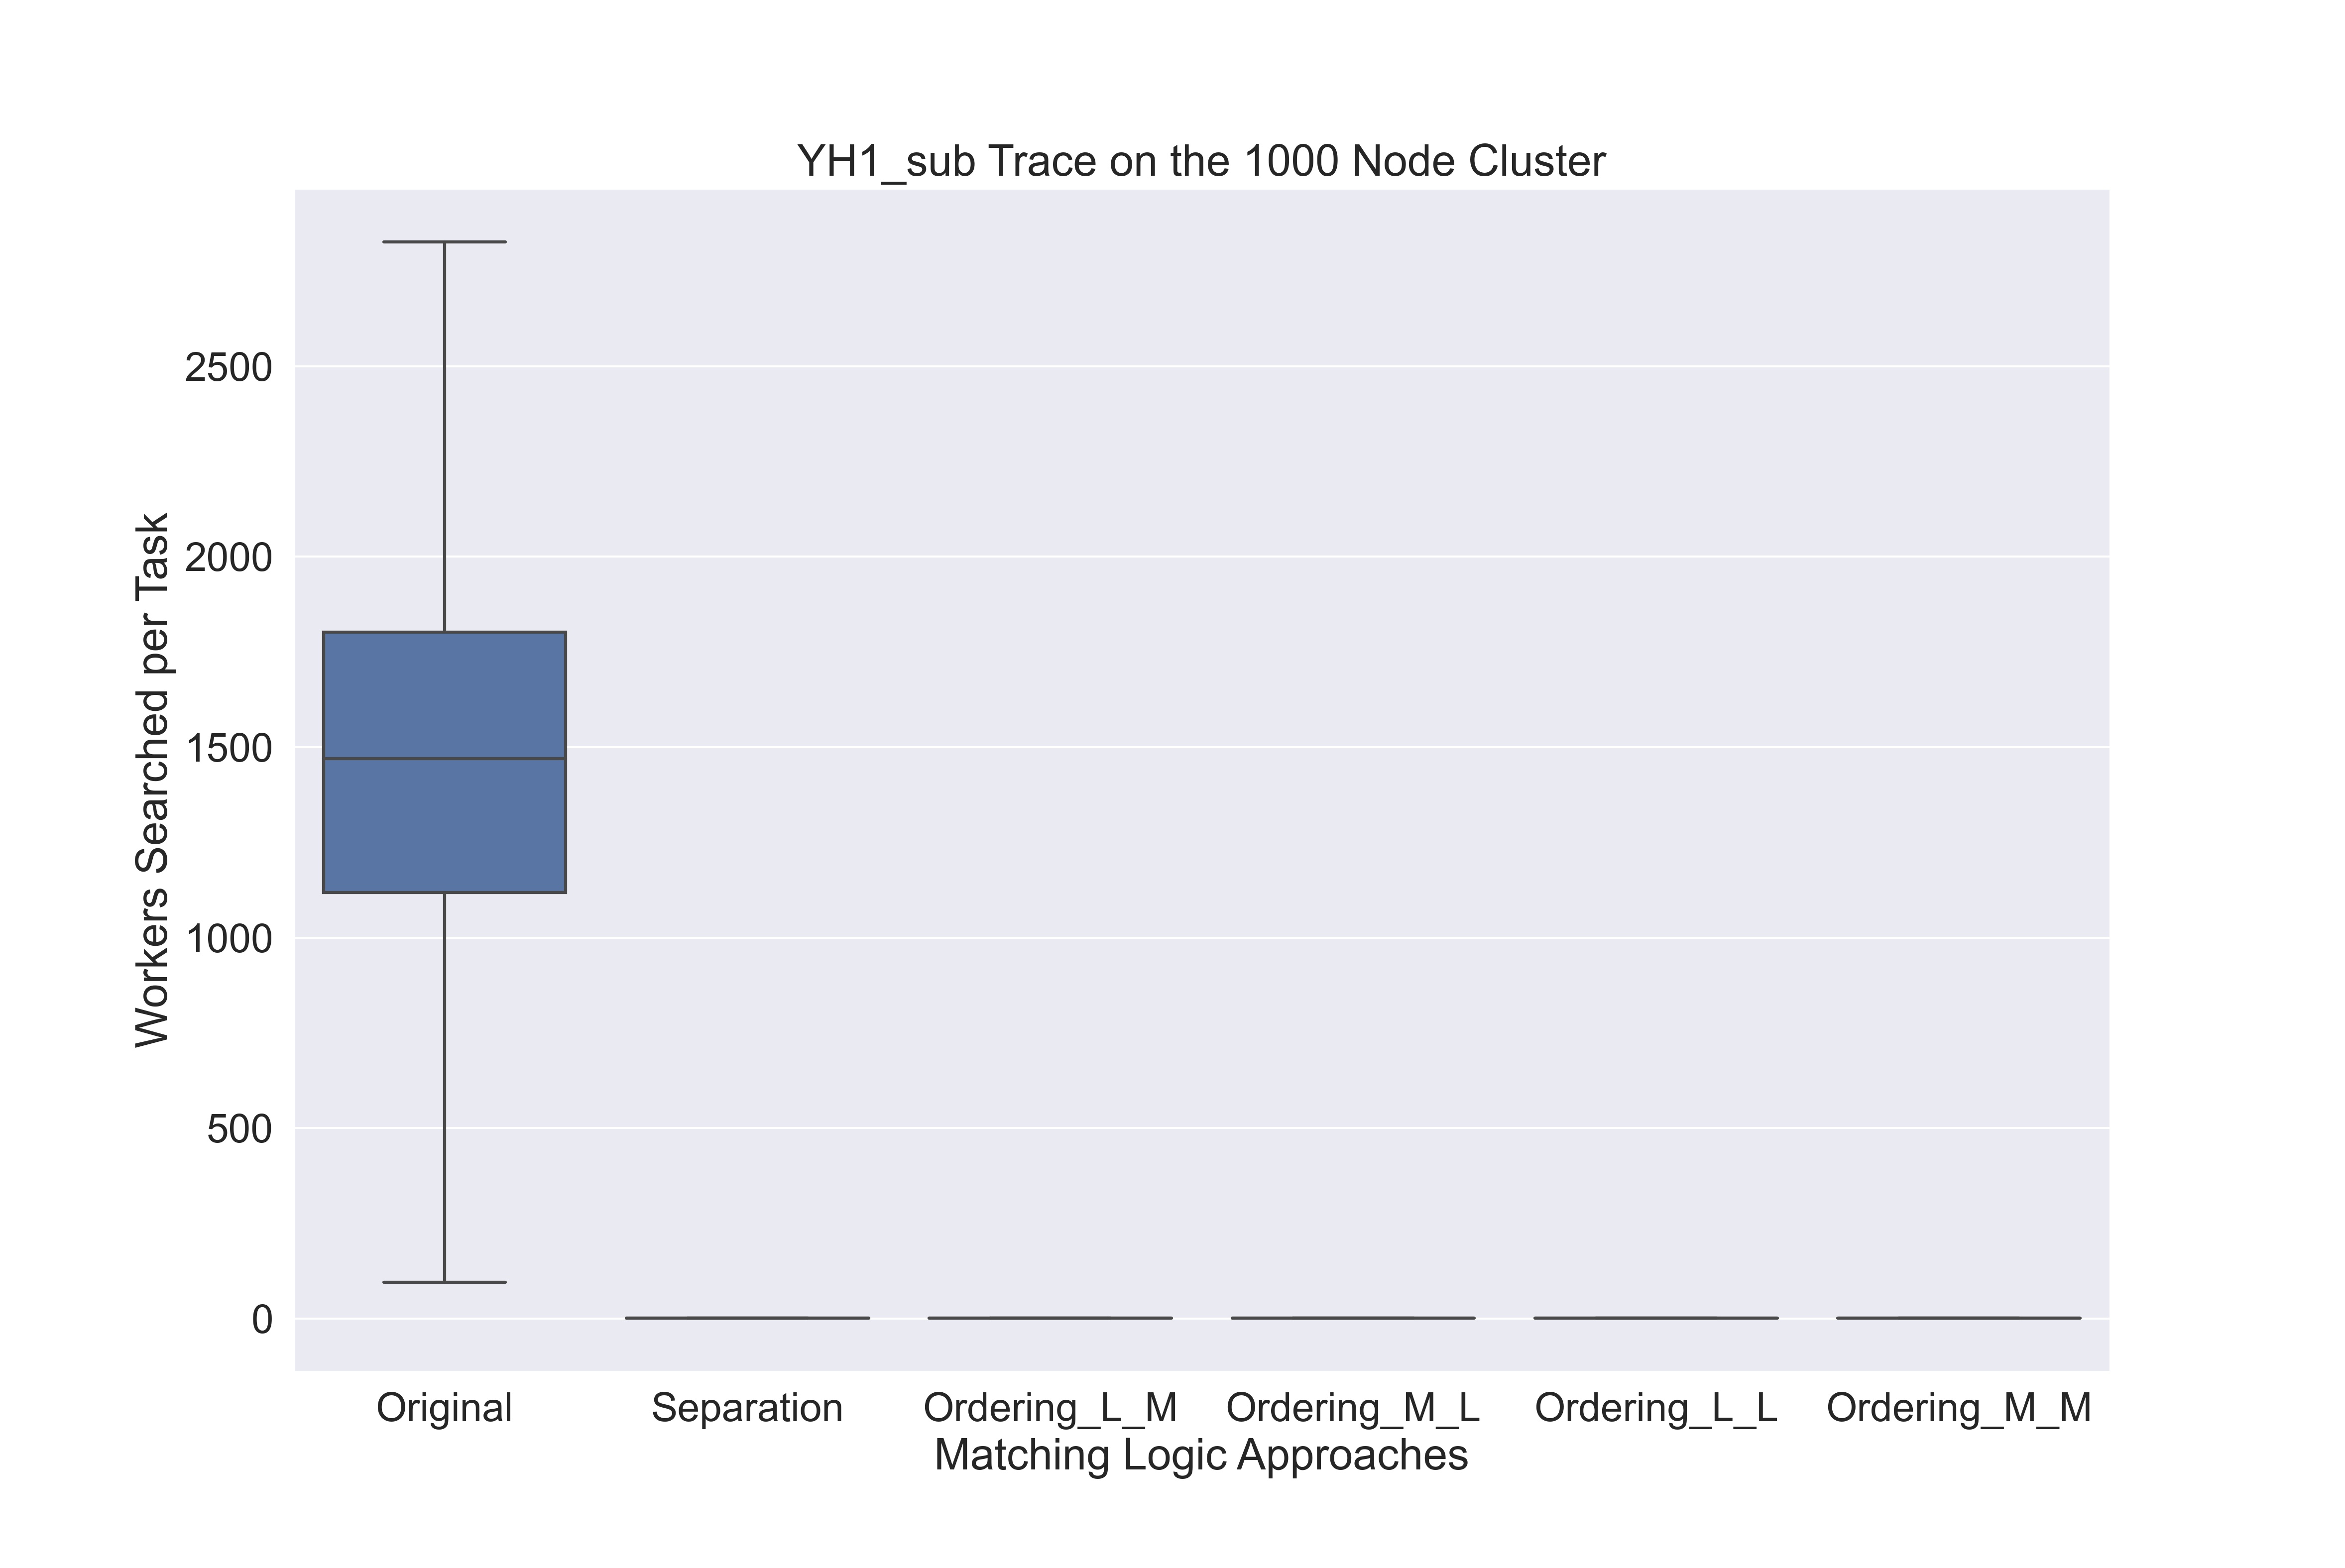 YH1_sub Trace on the 1000 Node Cluster
Workers Searched per Task
2500
2000
1500
1000
500
0
Original Separation Ordering_L_M Ordering_M_L Ordering_L_L Ordering_M_M
Matching Logic Approaches